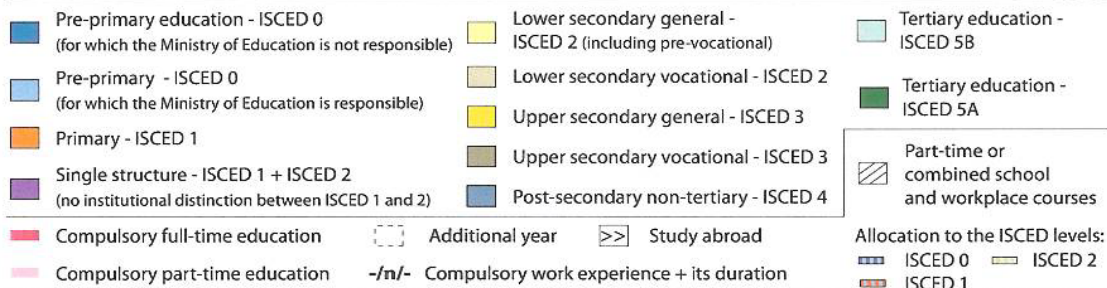 Pre-primary education - ISCED 0
(for which the Ministry of Education is not responsible)
Pre-primary - ISCED 0
(for which the Ministry of Education is responsible)
Primary - ISCED 1
Single structure - ISCED 1 + ISCED 2
(no institutional distinction between ISCED 1 and 2)
Lower secondary general -
ISCED 2 (including pre-vocational)
Lower secondary vocational - ISCED 2
Upper secondary general - ISCED 3
Upper secondary vocational - ISCED 3
Post-secondary non-tertiary - ISCED 4
Tertiary education -
ISCED 5B
Tertiary education -
ISCED 5A
Part-time or
combined school
and workplace courses
Compulsory full-time education
Additional year
>> Study abroad
Compulsory part-time education
-/n/- Compulsory work experience + its duration
Allocation to the ISCED levels:
ISCED 0 ISCED 2
ISCED 1